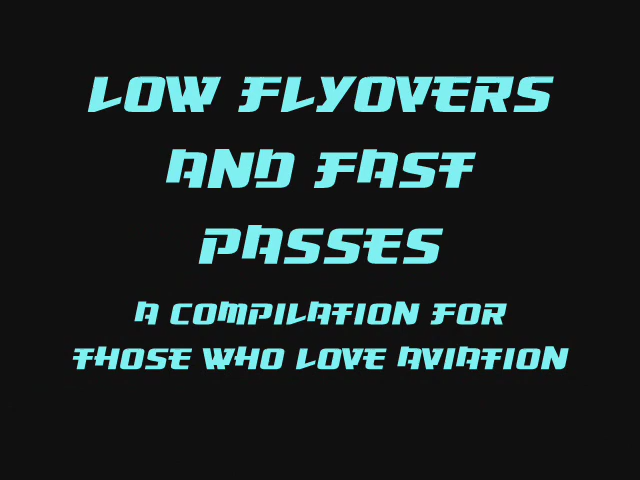 LOW FLYOVERS
AND FAST
PASSES
A COMPILATION FOR
THOSE WHO LOVE AVIATION